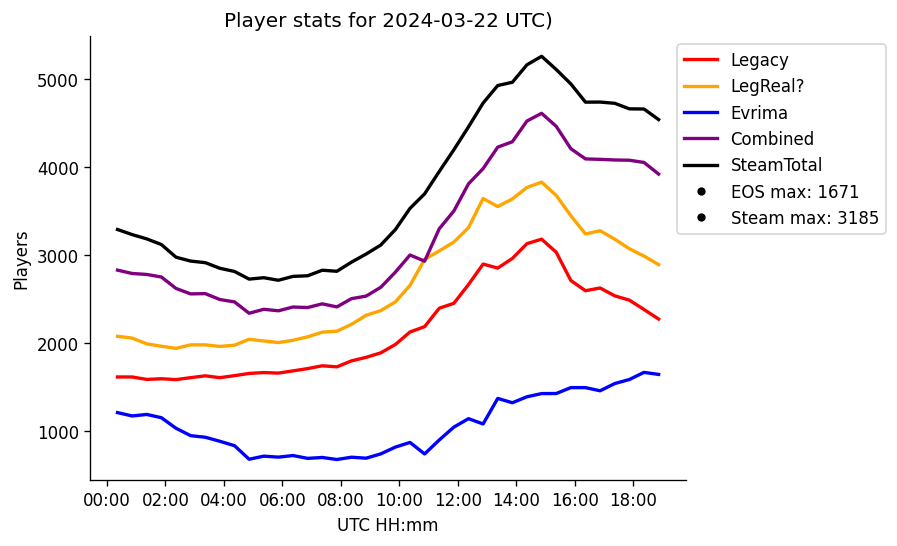 Player stats for 2024-03-22 UTC)
Legacy
LegReal?
Evrima
Combined
SteamTotal
EOS max: 1671
Steam max: 3185
Players
5000
4000
3000
2000
1000
00:00 02:00 04:00 06:00 08:00 10:00 12:00 14:00 16:00 18:00
UTC HH:mm